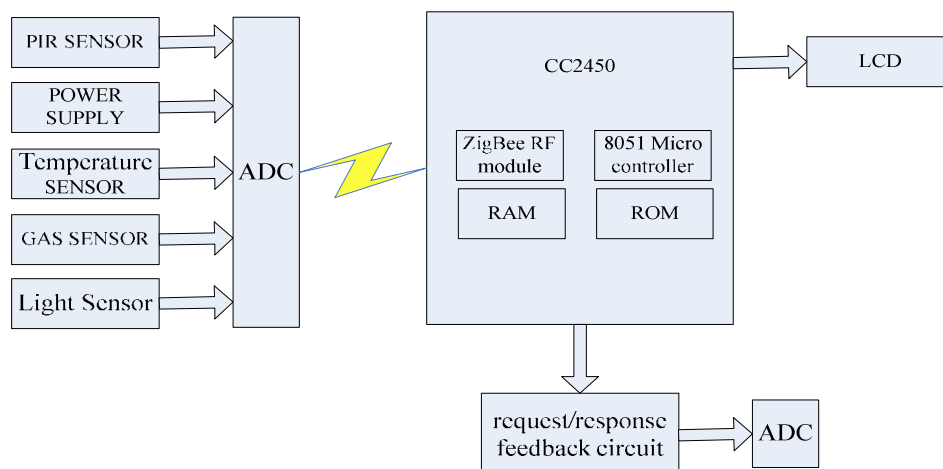 PIR SENSOR
POWER
SUPPLY
Temperature
SENSOR
GAS SENSOR
Light Sensor
ADC
CC2450
ZigBee RF
module
8051 Micro
controller
RAM
ROM
LCD
request/response
feedback circuit
ADC